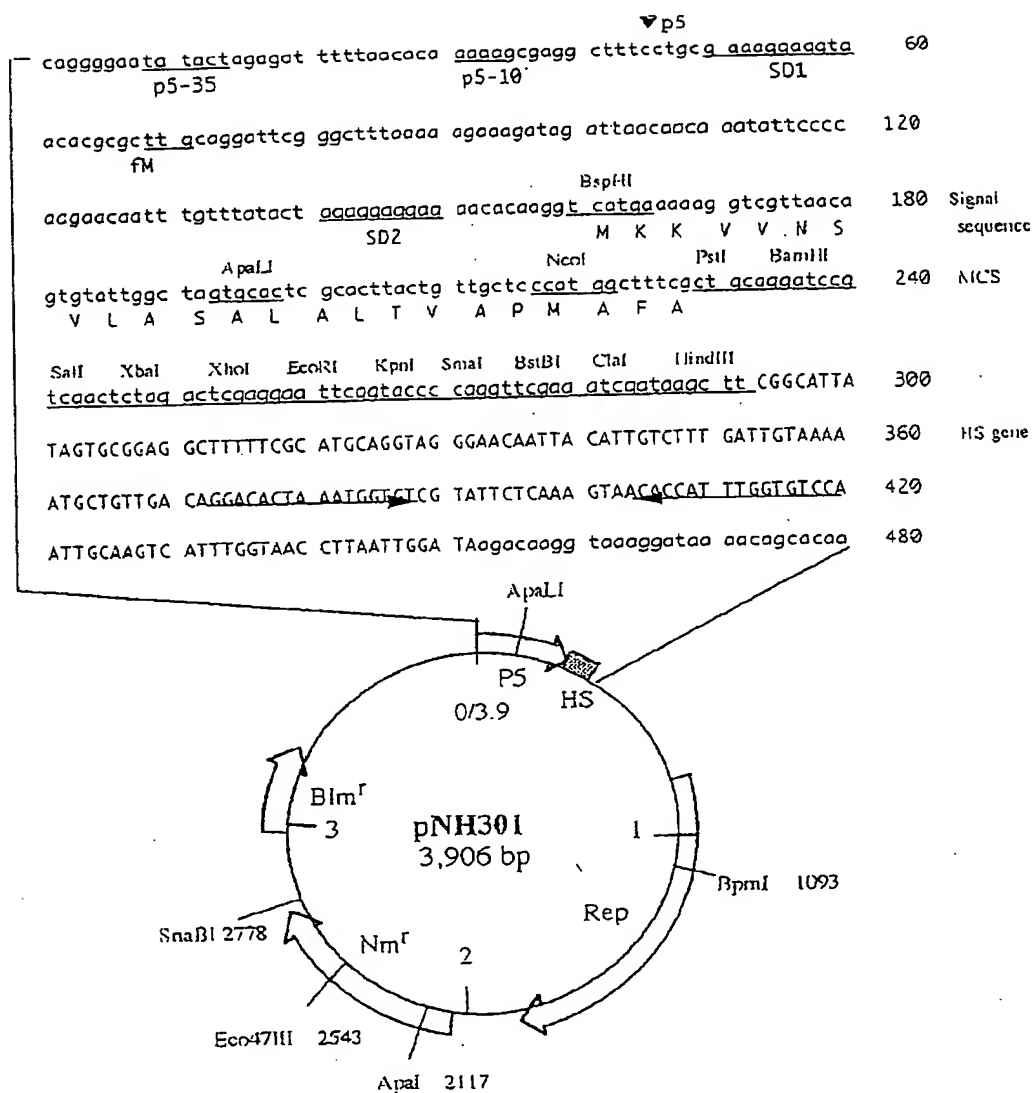 p5
caggggaata tactagagat ttttaacaca aaaagcgagg ctttcctgcg aaaggaggta 60
p5-35 p5-10 SD1
acacgcgctt gcaggattcg ggctttaaaa agaaagatag attaacaaca aatattcccc 120
fM
acgaacaatt tgtttatact agaggaggaa aacacaaggt catgaaaaag gtcgttaaca 180 Signal sequence
BspHI
SD2 M K K V V N S
ApaLI NcoI PstI BamHI
gtgtattggc tagtgcactc gcacttactg ttgctcccat ggctttcgct gcaggatccg 240 MCS
V L A S A L A L T V A P M A F A
SalI XbaI XhoI EcoRI KpnI SmaI BstBI ClaI HindIII
tcgactctag actcgaggaa ttcggtaccc caggttcgaa atcgataagc tt CGGCATTA 300
TAGTGCGGAG GCTTTTTCGC ATGCAGGTAG GGAACAATTA CATTGTCTTT GATTGTAAAA 360 HS gene
ATGCTGTTGA CAGGACACTA AATGGTGTCG TATTCTCAAA GTAACACCAT TTGGTGTCCA 420
ATTGCAAGTC ATTTGGTAAC CTTAATTGGA TAagacaagg taaaggataa aacagcacaa 480
ApaLI
P5
HS
0/3.9
Blmʳ
3
pNH301
3,906 bp
1
BpmI 1093
Rep
SnaBI 2778
Nmʳ
2
Eco47III 2543
ApaI 2117